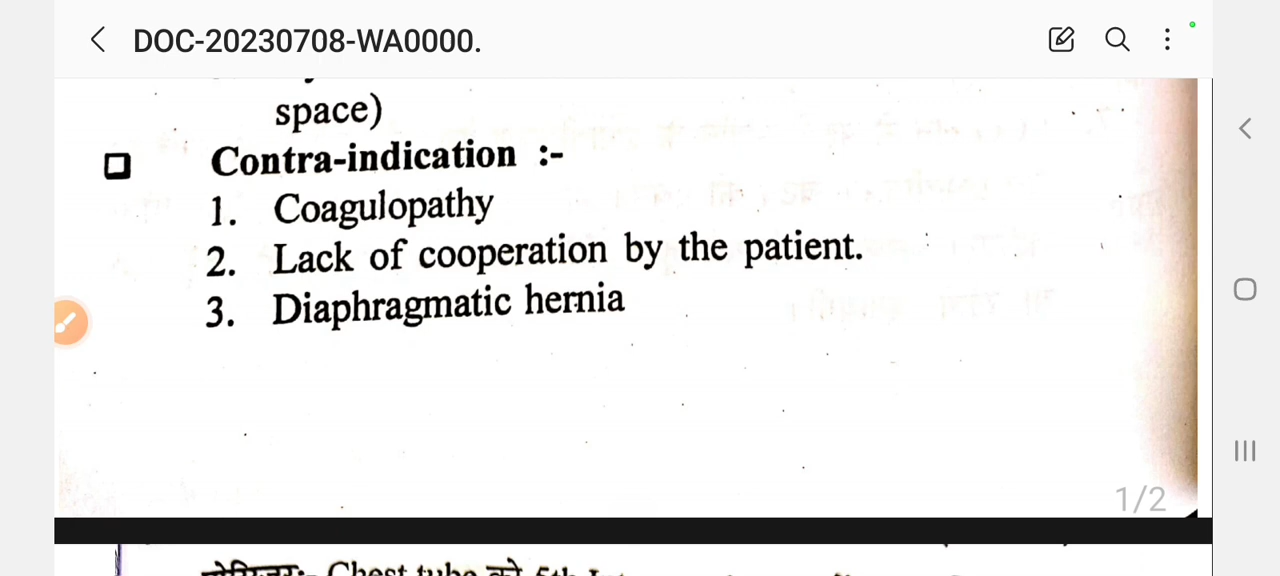 DOC-20230708-WA0000.
space)
Contra-indication :-
1. Coagulopathy
2. Lack of cooperation by the patient.
3. Diaphragmatic hernia
1/2
Chest tube को 5th